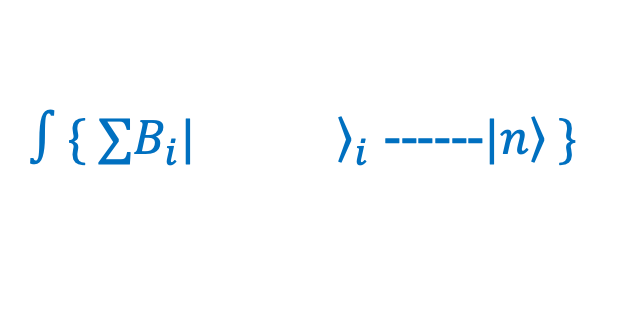 ∫ { ∑B_i| ⟩_i ------|n⟩ }